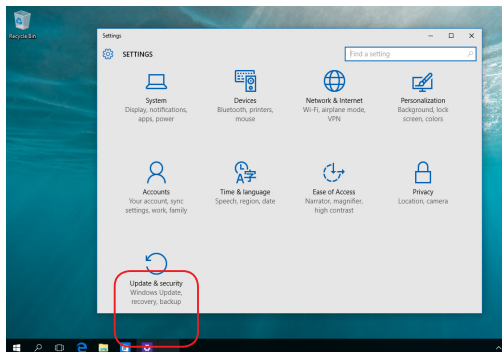 Recycle Bin
Settings
SETTINGS
Find a setting
System
Display, notifications,
apps, power
Devices
Bluetooth, printers,
mouse
Network & Internet
Wi-Fi, airplane mode,
VPN
Personalization
Background, lock
screen, colors
Accounts
Your account, sync
settings, work, family
Time & language
Speech, region, date
Ease of Access
Narrator, magnifier,
high contrast
Privacy
Location, camera
Update & security
Windows Update,
recovery, backup